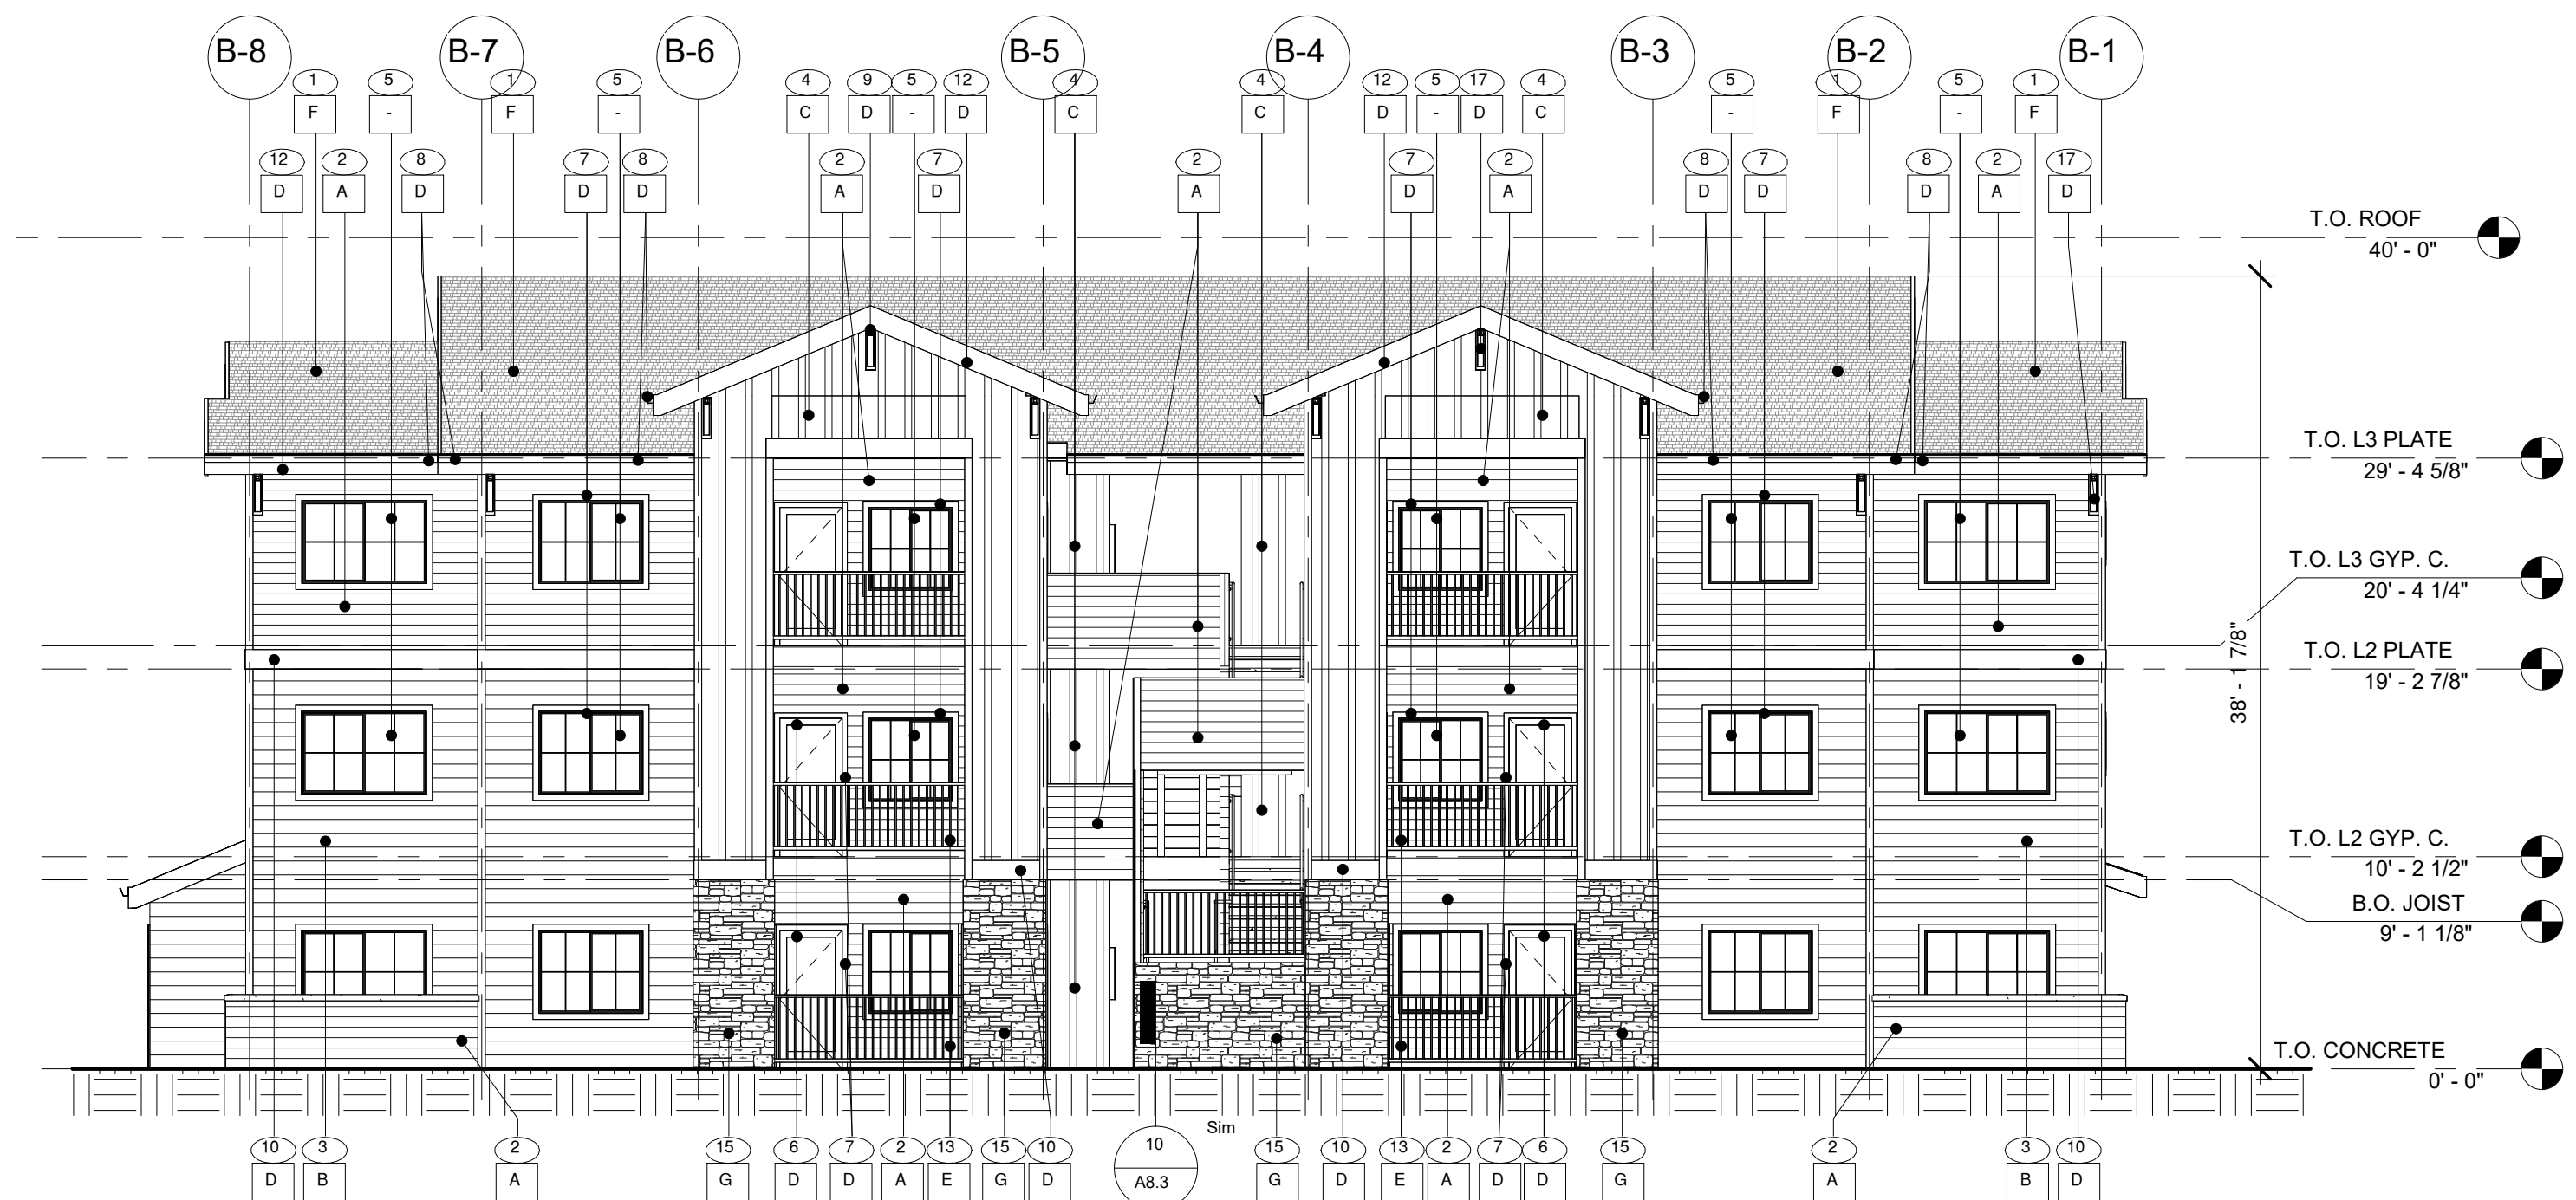 B-8 B-7 B-6 B-5 B-4 B-3 B-2 B-1
1 5 1 5 4 9 5 12 4 4 12 5 17 4 5 1 5 1
F - F - C D - D C C D - D C - F - F
12 2 8 7 8 2 7 2 7 2 8 7 8 2 17
D A D D D A D A D A D D D A D
T.O. ROOF
40' - 0"
T.O. L3 PLATE
29' - 4 5/8"
T.O. L3 GYP. C.
20' - 4 1/4"
T.O. L2 PLATE
19' - 2 7/8"
38' - 1 7/8"
T.O. L2 GYP. C.
10' - 2 1/2"
B.O. JOIST
9' - 1 1/8"
T.O. CONCRETE
0' - 0"
Sim
10 3 2 15 6 7 2 13 15 10 10 15 10 13 2 7 6 15 2 3 10
D B A G D D A E G D A8.3 G D E A D D G A B D